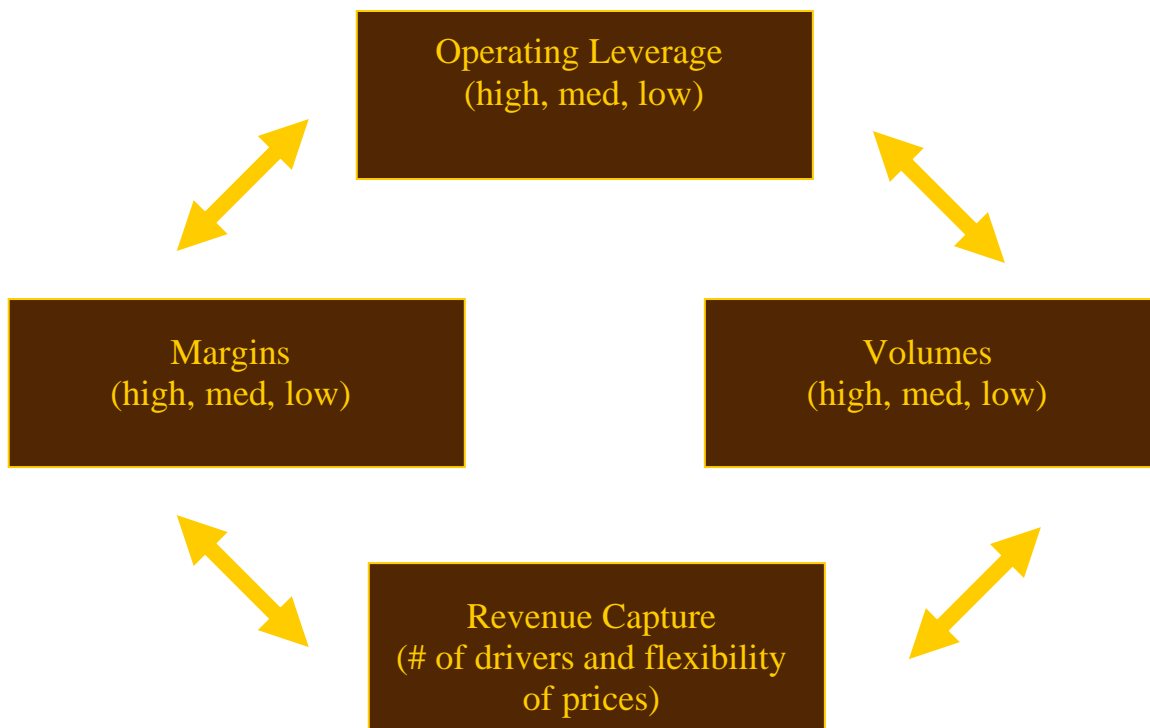 Operating Leverage
(high, med, low)
Margins
(high, med, low)
Volumes
(high, med, low)
Revenue Capture
(# of drivers and flexibility
of prices)